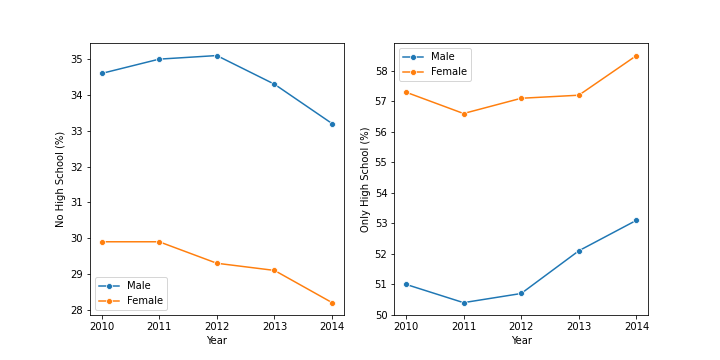 No High School (%)
35
34
33
32
31
30
29
28
Male
Female
2010 2011 2012 2013 2014
Year
Only High School (%)
Male
Female
58
57
56
55
54
53
52
51
50
2010 2011 2012 2013 2014
Year